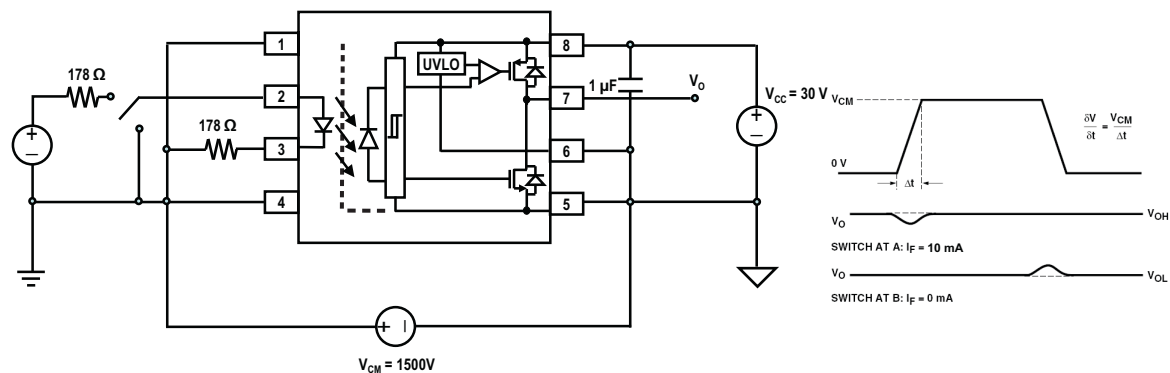 178 Ω
178 Ω
1
2
3
4
UVLO
8
7
6
5
1 µF
VO
VCC = 30 V
VCM = 1500V
VCM
0 V
Δt
δV/δt = VCM/Δt
VO
VOH
SWITCH AT A: IF = 10 mA
VO
VOL
SWITCH AT B: IF = 0 mA